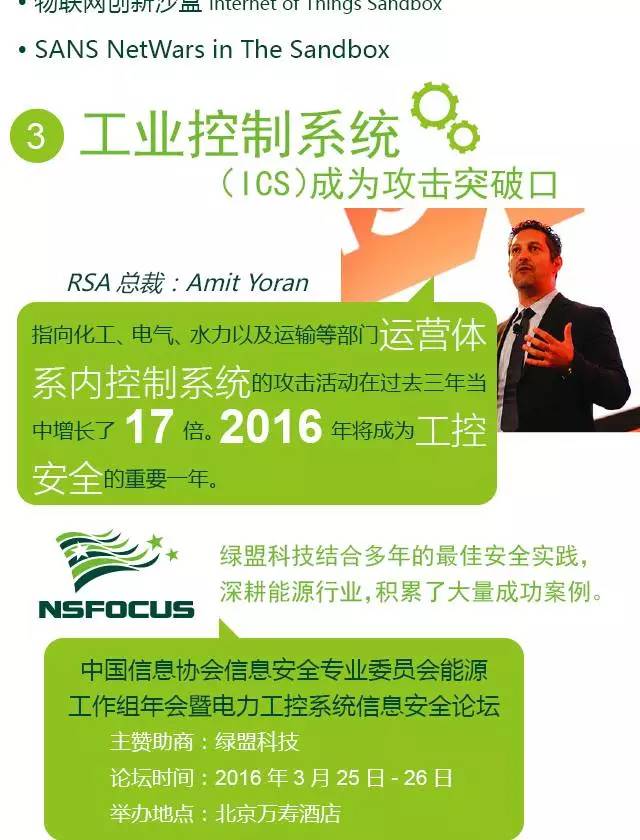 • 物联网创新沙盒 Internet of Things Sandbox
• SANS NetWars in The Sandbox
3 工业控制系统
（ICS）成为攻击突破口
RSA 总裁：Amit Yoran
指向化工、电气、水力以及运输等部门运营体
系内控制系统的攻击活动在过去三年当
中增长了 17 倍。2016 年将成为工控
安全的重要一年。
NSFOCUS
绿盟科技结合多年的最佳安全实践，
深耕能源行业，积累了大量成功案例。
中国信息协会信息安全专业委员会能源
工作组年会暨电力工控系统信息安全论坛
主赞助商：绿盟科技
论坛时间：2016 年 3 月 25 日 - 26 日
举办地点：北京万寿酒店